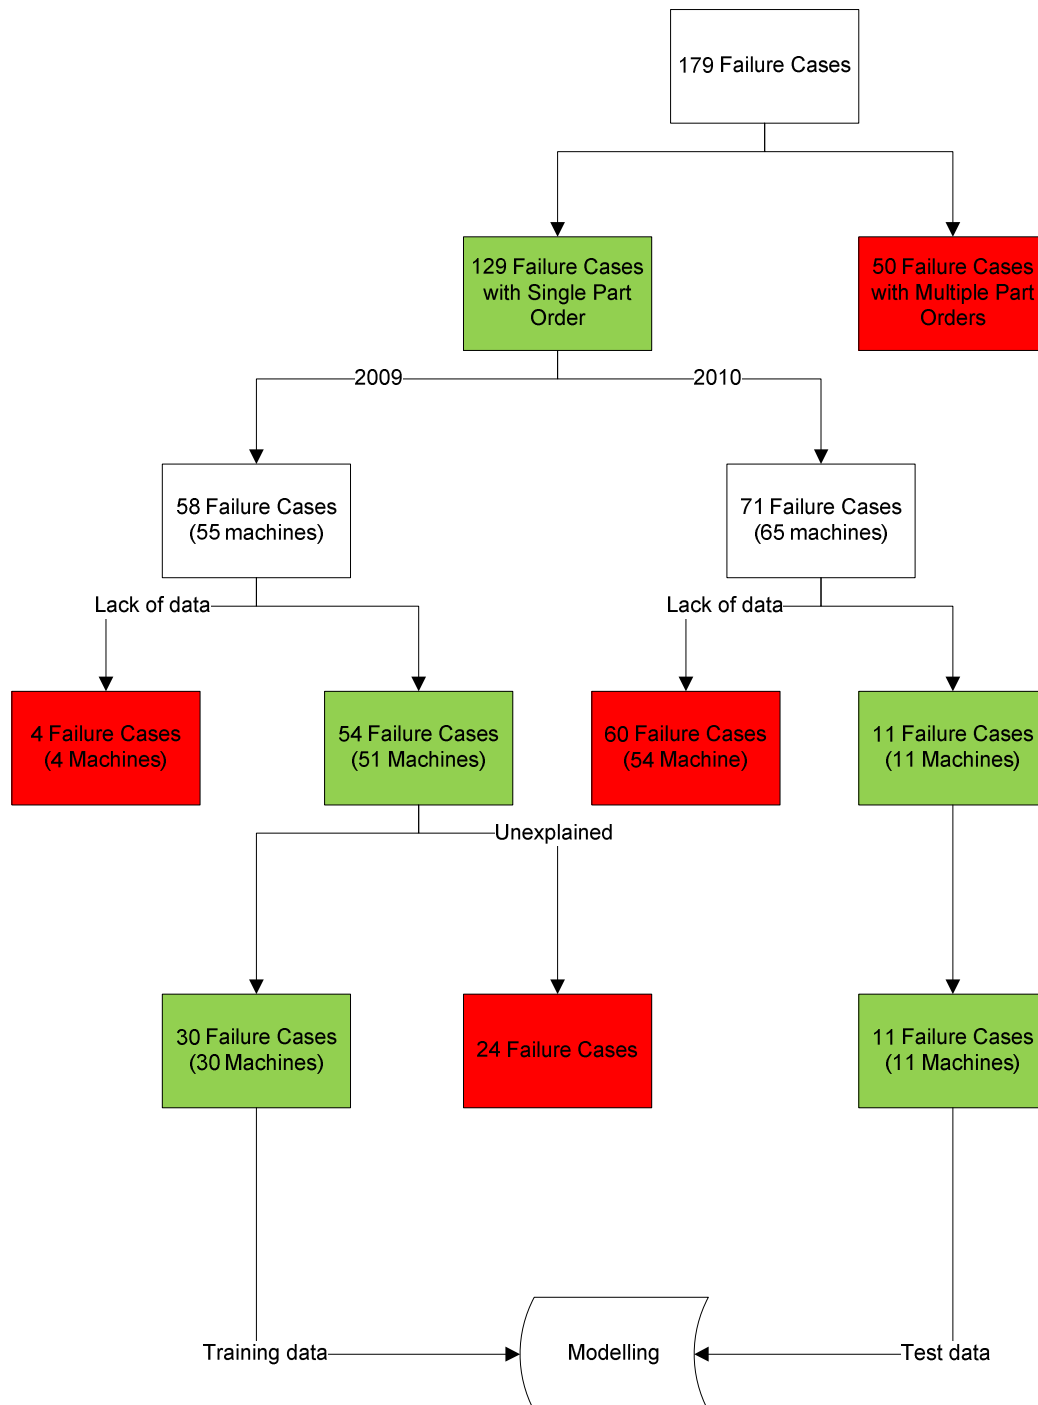 179 Failure Cases
129 Failure Cases
with Single Part
Order
50 Failure Cases
with Multiple Part
Orders
2009
2010
58 Failure Cases
(55 machines)
71 Failure Cases
(65 machines)
Lack of data
Lack of data
4 Failure Cases
(4 Machines)
54 Failure Cases
(51 Machines)
60 Failure Cases
(54 Machine)
11 Failure Cases
(11 Machines)
Unexplained
30 Failure Cases
(30 Machines)
24 Failure Cases
11 Failure Cases
(11 Machines)
Training data
Modelling
Test data